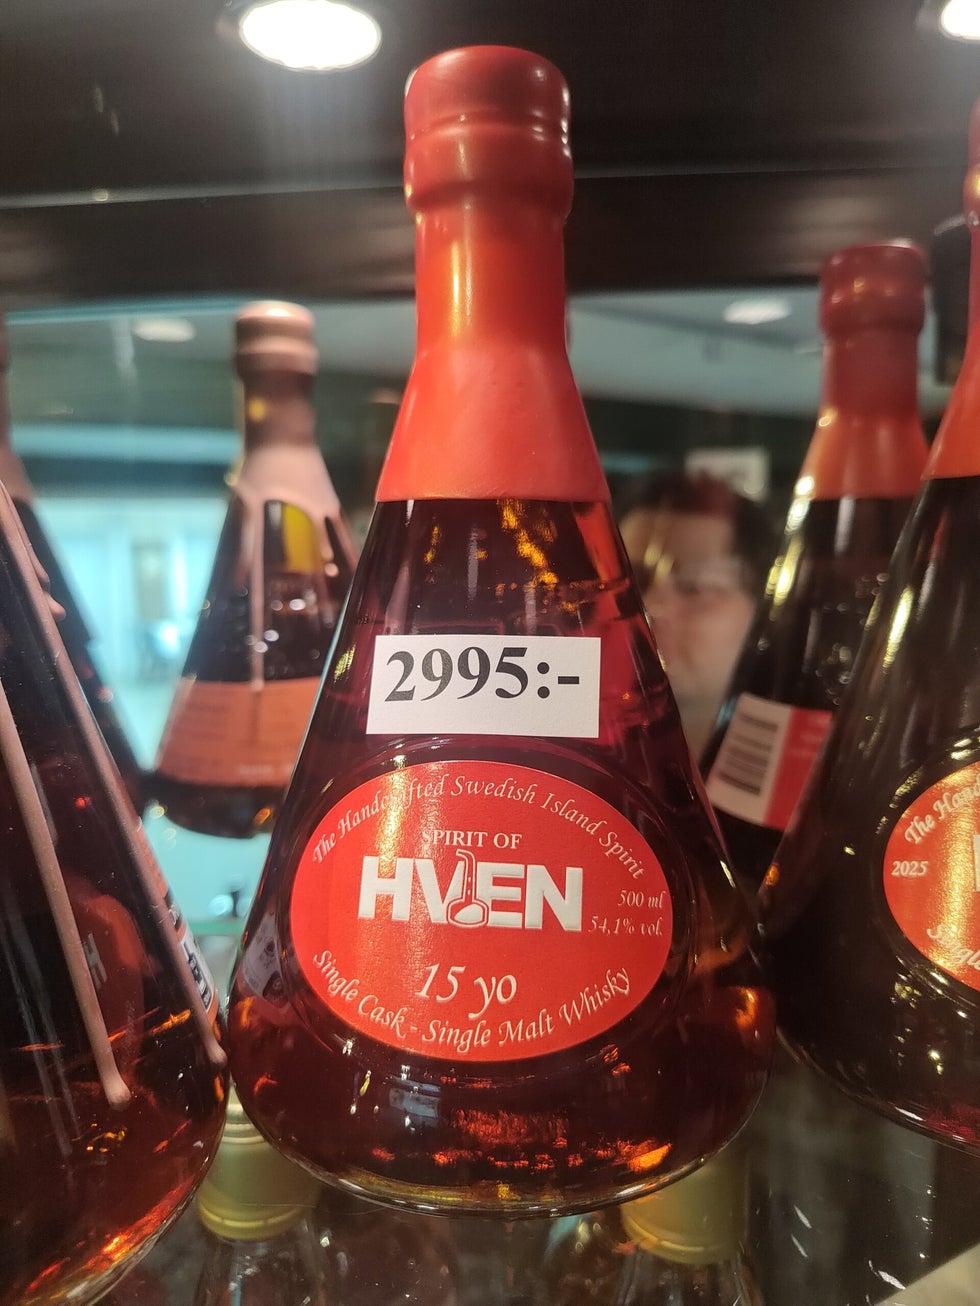 2995:-
The Handcrafted Swedish Island Spirit
SPIRIT OF
HVEN
500 ml
54,1% vol.
15 yo
Single Cask - Single Malt Whisky
The
2025